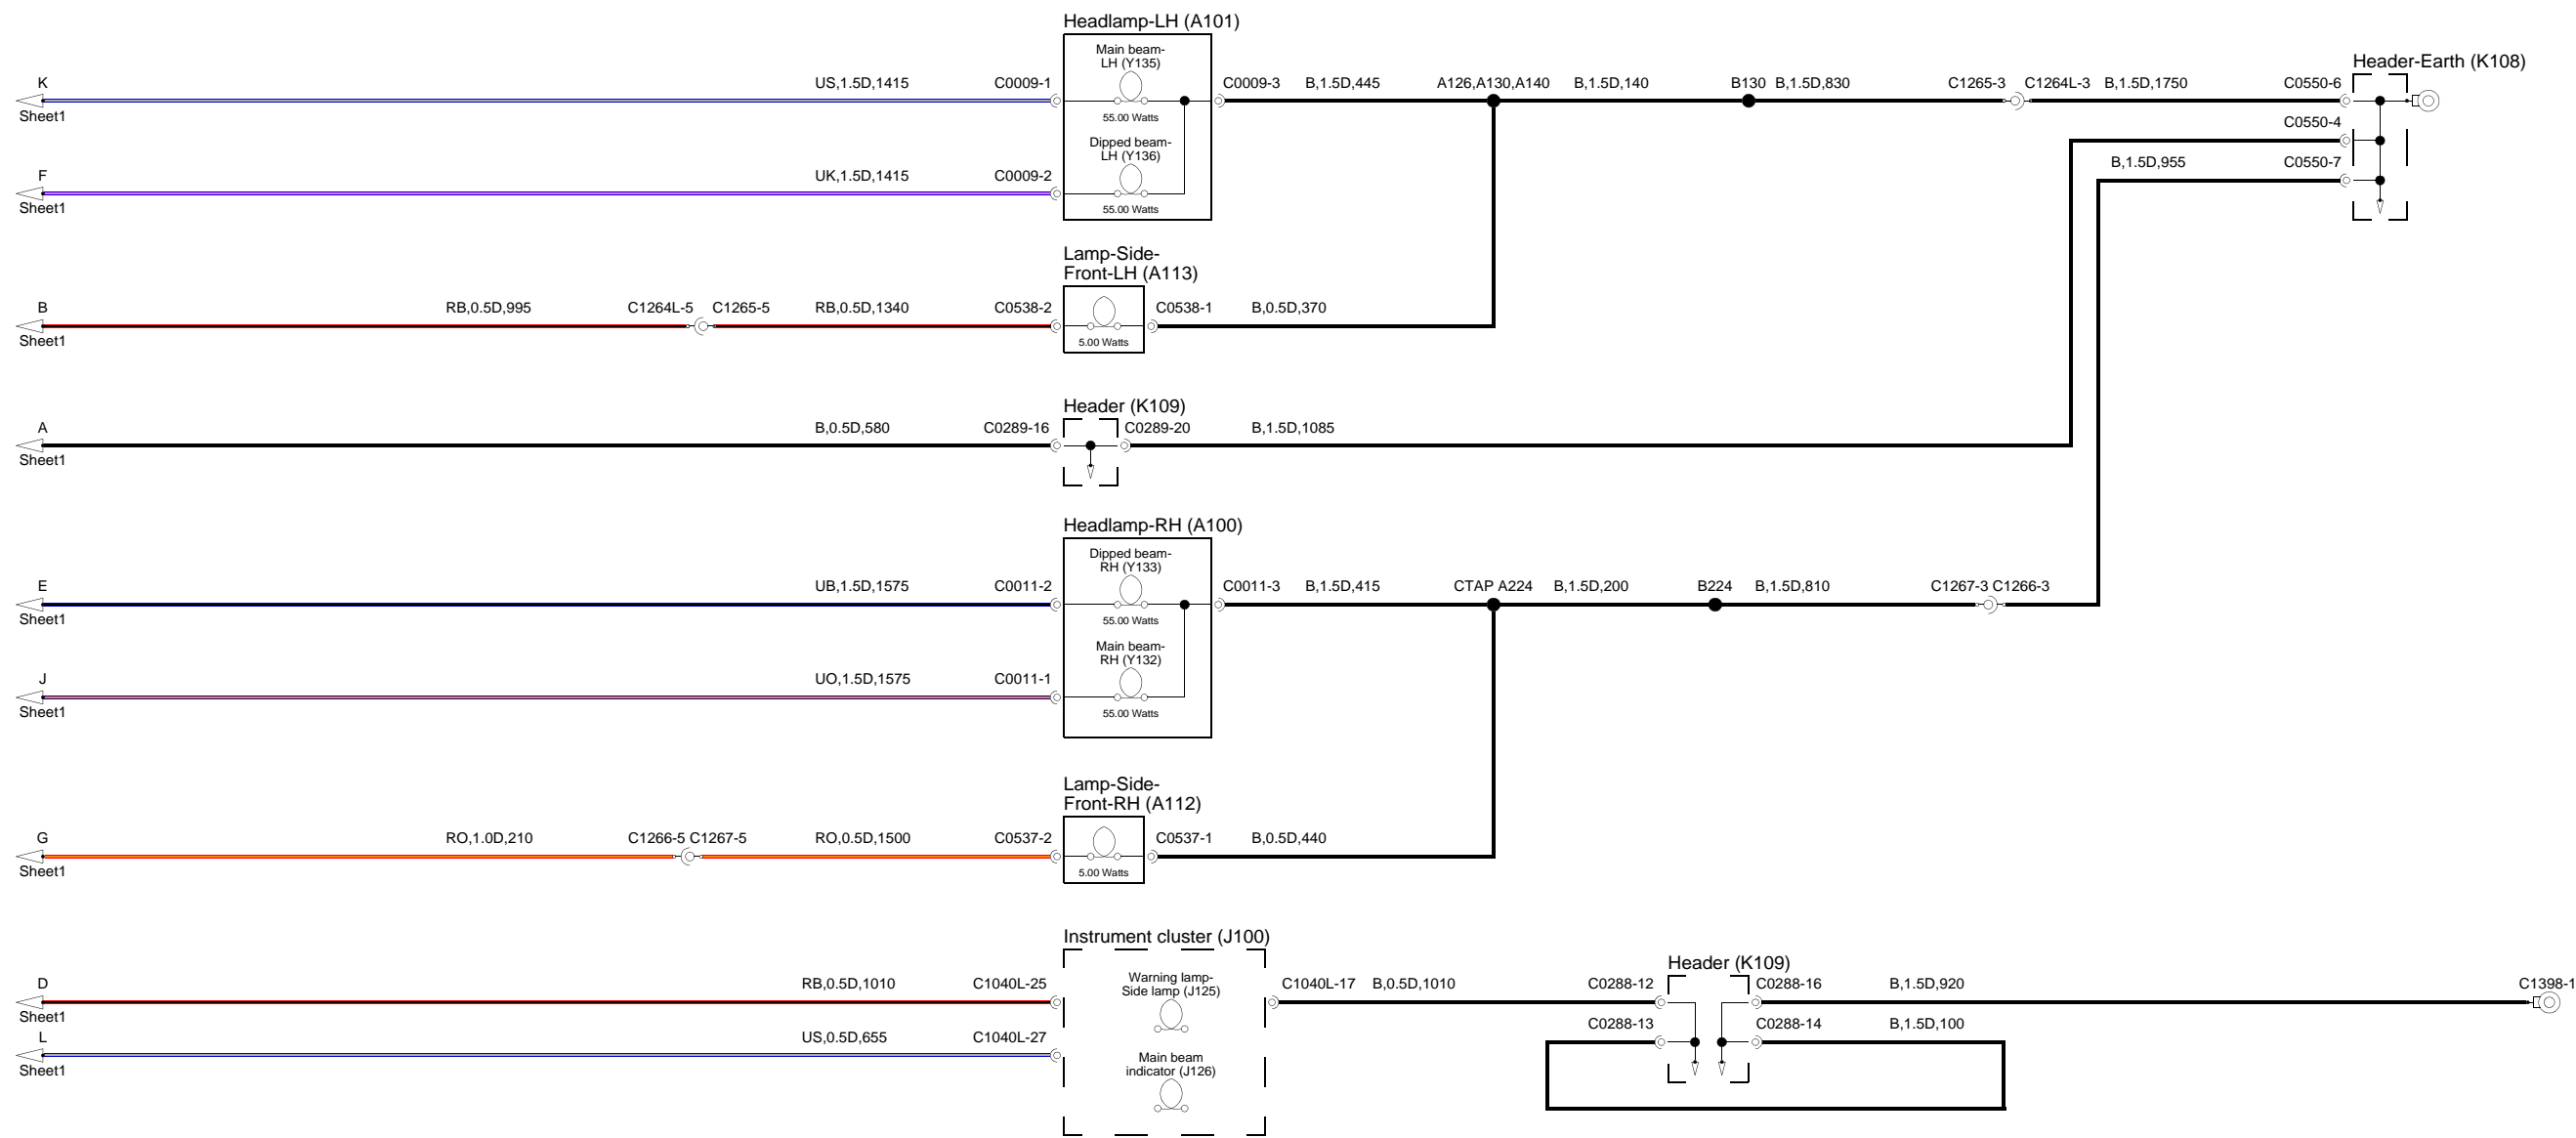 Headlamp-LH (A101)
Main beam-
LH (Y135)
Header-Earth (K108)
K
US,1.5D,1415
C0009-1
C0009-3
B,1.5D,445
A126,A130,A140
B,1.5D,140
B130
B,1.5D,830
C1265-3
C1264L-3
B,1.5D,1750
C0550-6
Sheet1
55.00 Watts
C0550-4
Dipped beam-
LH (Y136)
F
UK,1.5D,1415
C0009-2
B,1.5D,955
C0550-7
Sheet1
55.00 Watts
Lamp-Side-
Front-LH (A113)
B
RB,0.5D,995
C1264L-5
C1265-5
RB,0.5D,1340
C0538-2
C0538-1
B,0.5D,370
Sheet1
5.00 Watts
Header (K109)
A
B,0.5D,580
C0289-16
C0289-20
B,1.5D,1085
Sheet1
Headlamp-RH (A100)
Dipped beam-
RH (Y133)
E
UB,1.5D,1575
C0011-2
C0011-3
B,1.5D,415
CTAP A224
B,1.5D,200
B224
B,1.5D,810
C1267-3 C1266-3
Sheet1
55.00 Watts
Main beam-
RH (Y132)
J
UO,1.5D,1575
C0011-1
Sheet1
55.00 Watts
Lamp-Side-
Front-RH (A112)
G
RO,1.0D,210
C1266-5 C1267-5
RO,0.5D,1500
C0537-2
C0537-1
B,0.5D,440
Sheet1
5.00 Watts
Instrument cluster (J100)
Header (K109)
D
RB,0.5D,1010
C1040L-25
Warning lamp-
Side lamp (J125)
C1040L-17
B,0.5D,1010
C0288-12
C0288-16
B,1.5D,920
C1398-1
Sheet1
L
US,0.5D,655
C1040L-27
C0288-13
C0288-14
B,1.5D,100
Main beam
indicator (J126)
Sheet1